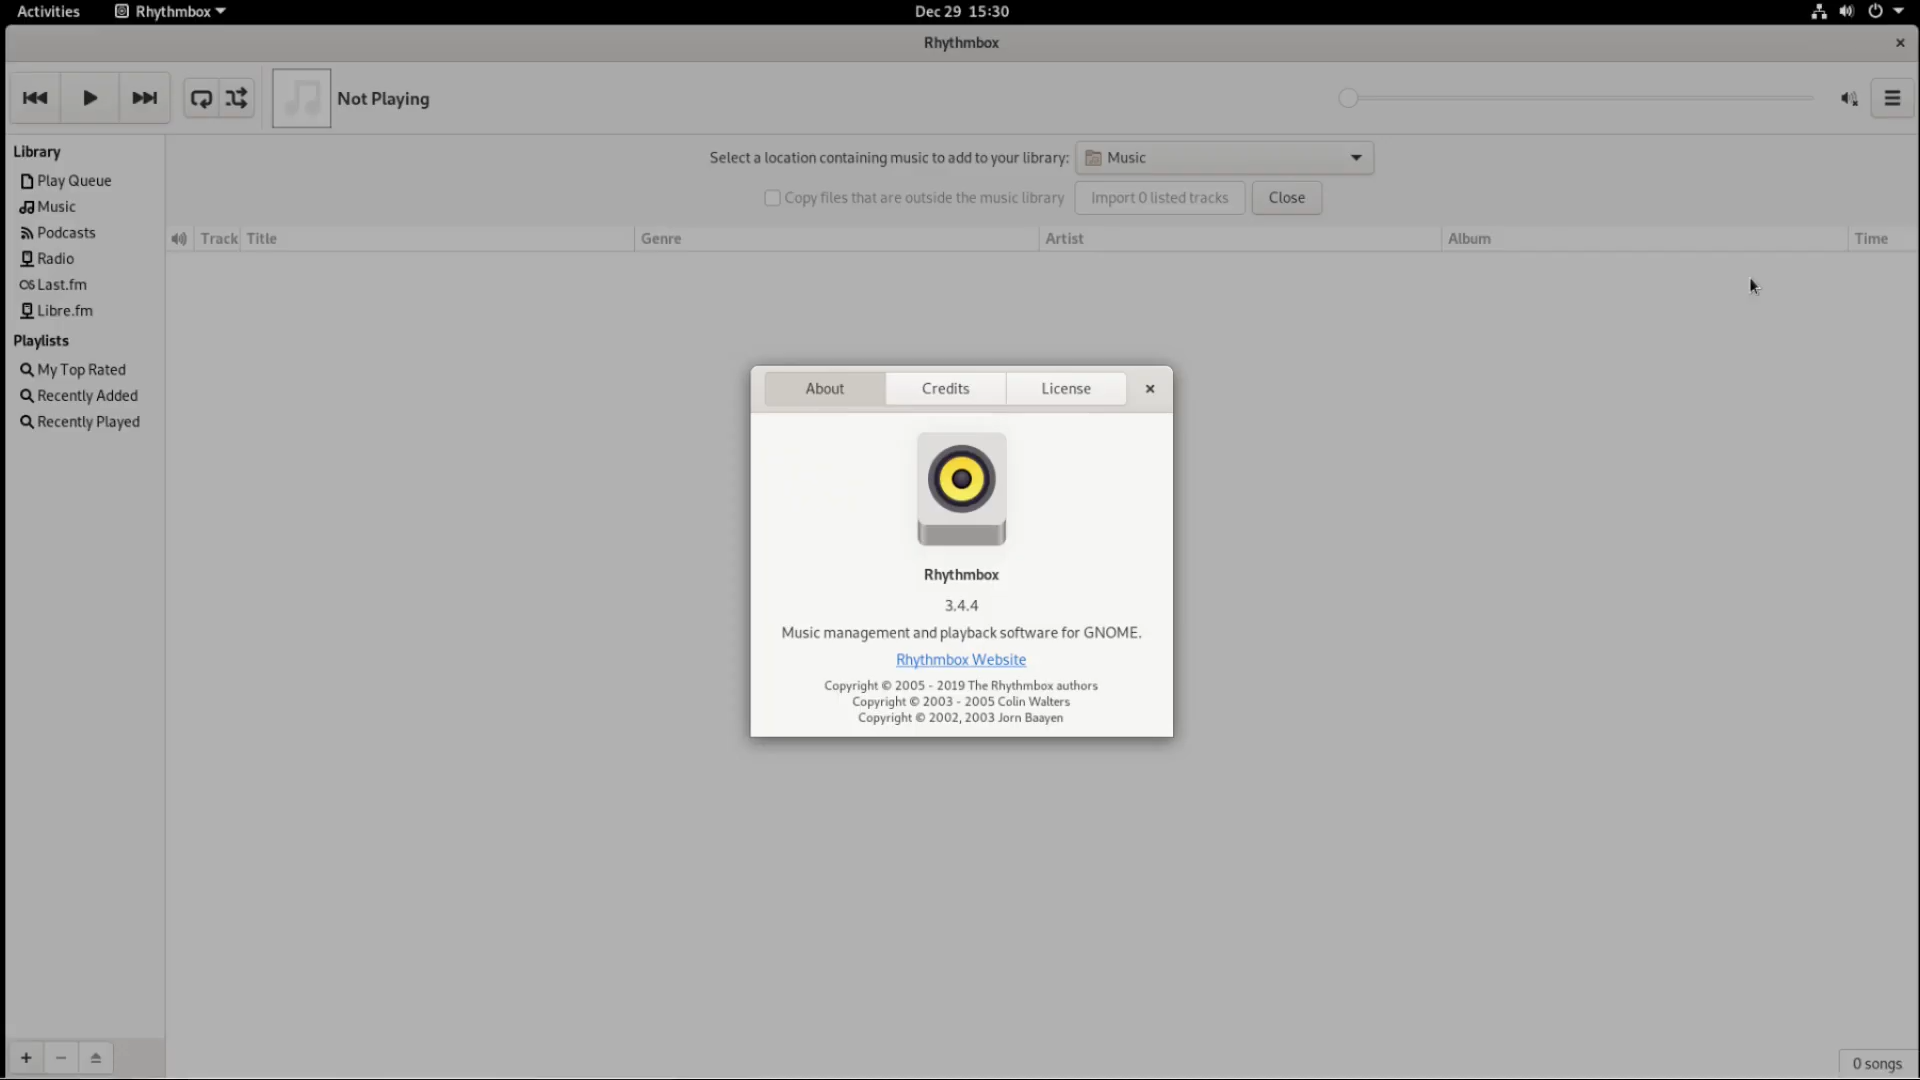 Activities Rhythmbox Dec 29 15:30
Rhythmbox
Not Playing
Library
Play Queue
Music
Podcasts
Radio
Last.fm
Libre.fm
Playlists
My Top Rated
Recently Added
Recently Played
Select a location containing music to add to your library: Music
Copy files that are outside the music library Import 0 listed tracks Close
Track Title Genre Artist Album Time
About Credits License
Rhythmbox
3.4.4
Music management and playback software for GNOME.
Rhythmbox Website
Copyright © 2005 - 2019 The Rhythmbox authors
Copyright © 2003 - 2005 Colin Walters
Copyright © 2002, 2003 Jorn Baayen
0 songs